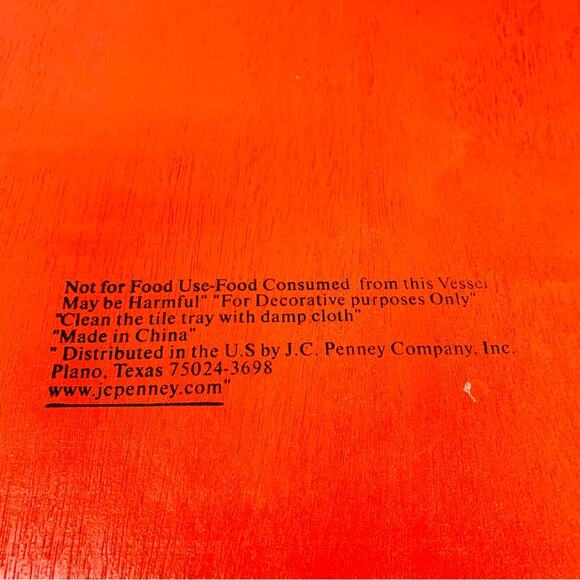 Not for Food Use-Food Consumed from this Vessel
May be Harmful" "For Decorative purposes Only"
"Clean the tile tray with damp cloth"
"Made in China"
" Distributed in the U.S by J.C. Penney Company, Inc.
Plano, Texas 75024-3698
www.jcpenney.com"